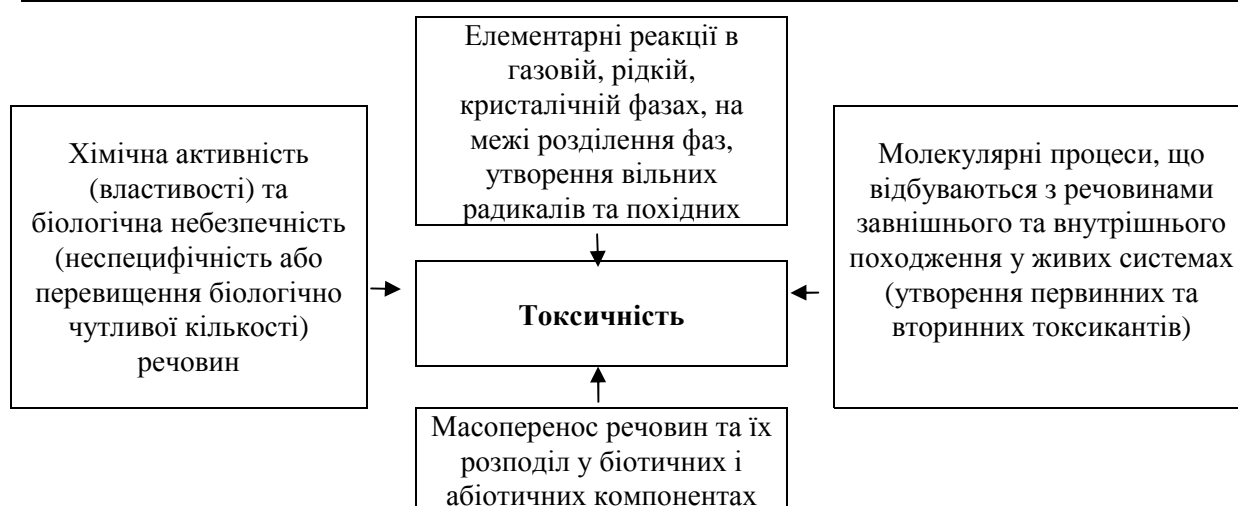 Елементарні реакції в
газовій, рідкій,
кристалічній фазах, на
межі розділення фаз,
утворення вільних
радикалів та похідних
Хімічна активність
(властивості) та
біологічна небезпечність
(неспецифічність або
перевищення біологічно
чутливої кількості)
речовин
Токсичність
Молекулярні процеси, що
відбуваються з речовинами
завнішнього та внутрішнього
походження у живих системах
(утворення первинних та
вторинних токсикантів)
Масоперенос речовин та їх
розподіл у біотичних і
абіотичних компонентах